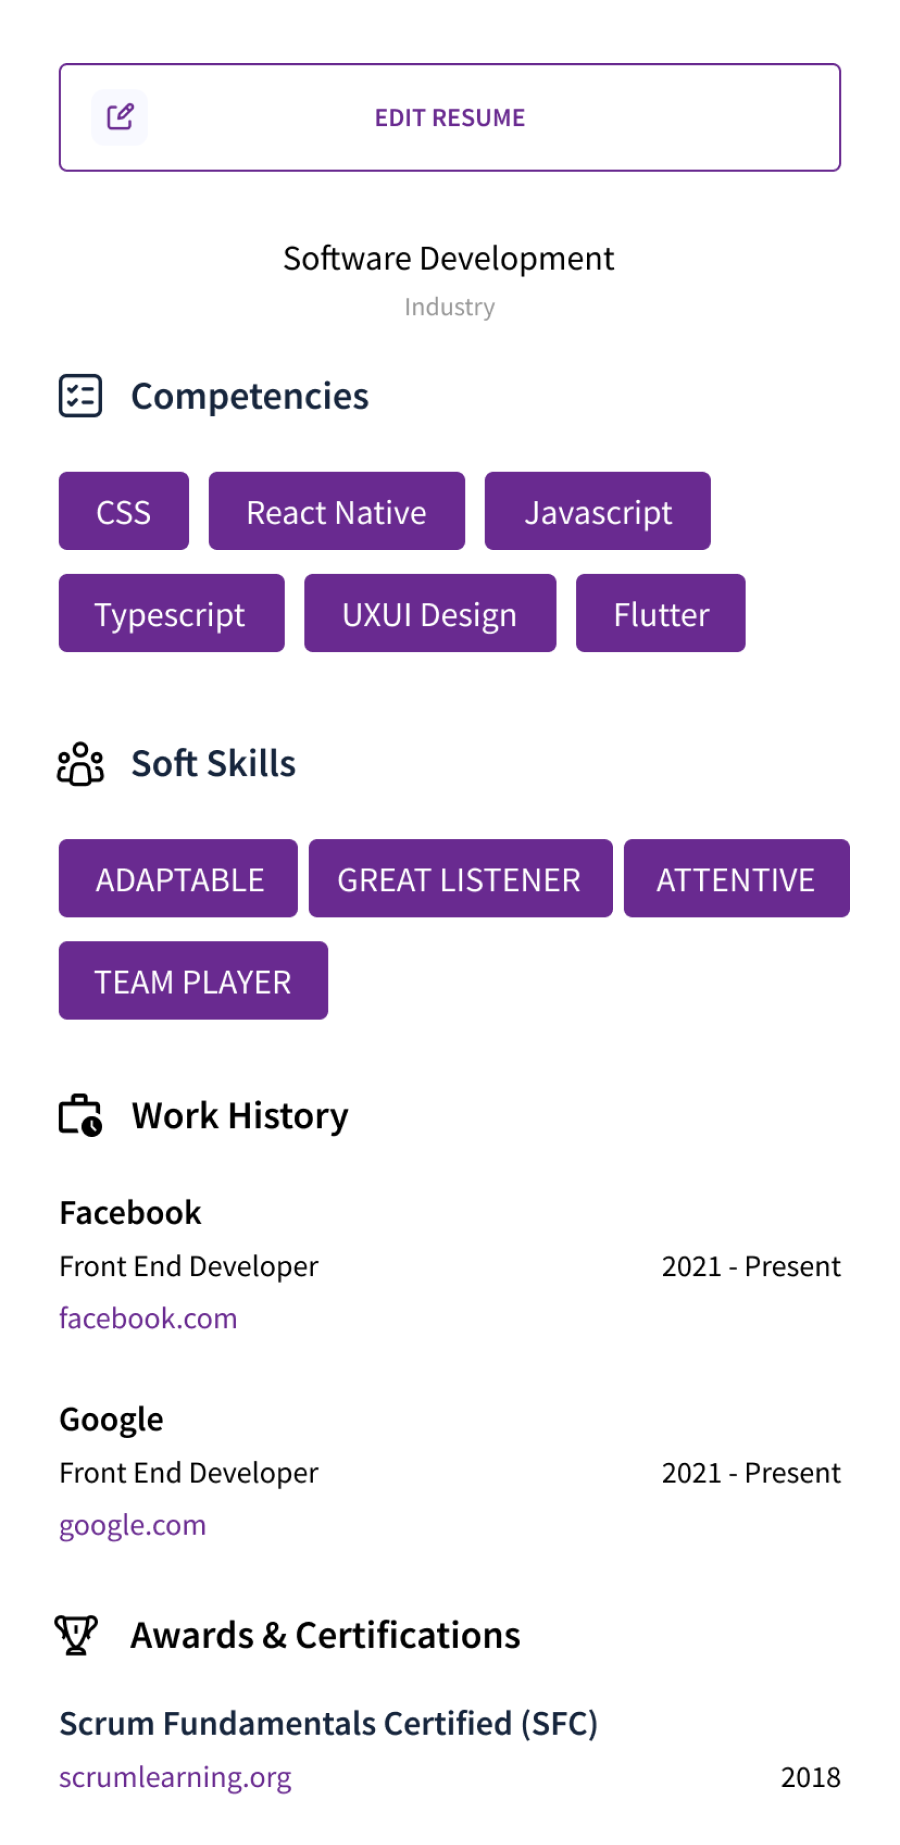 EDIT RESUME
Software Development
Industry
Competencies
CSS React Native Javascript
Typescript UXUI Design Flutter
Soft Skills
ADAPTABLE GREAT LISTENER ATTENTIVE
TEAM PLAYER
Work History
Facebook
Front End Developer 2021 - Present
facebook.com
Google
Front End Developer 2021 - Present
google.com
Awards & Certifications
Scrum Fundamentals Certified (SFC)
scrumlearning.org 2018